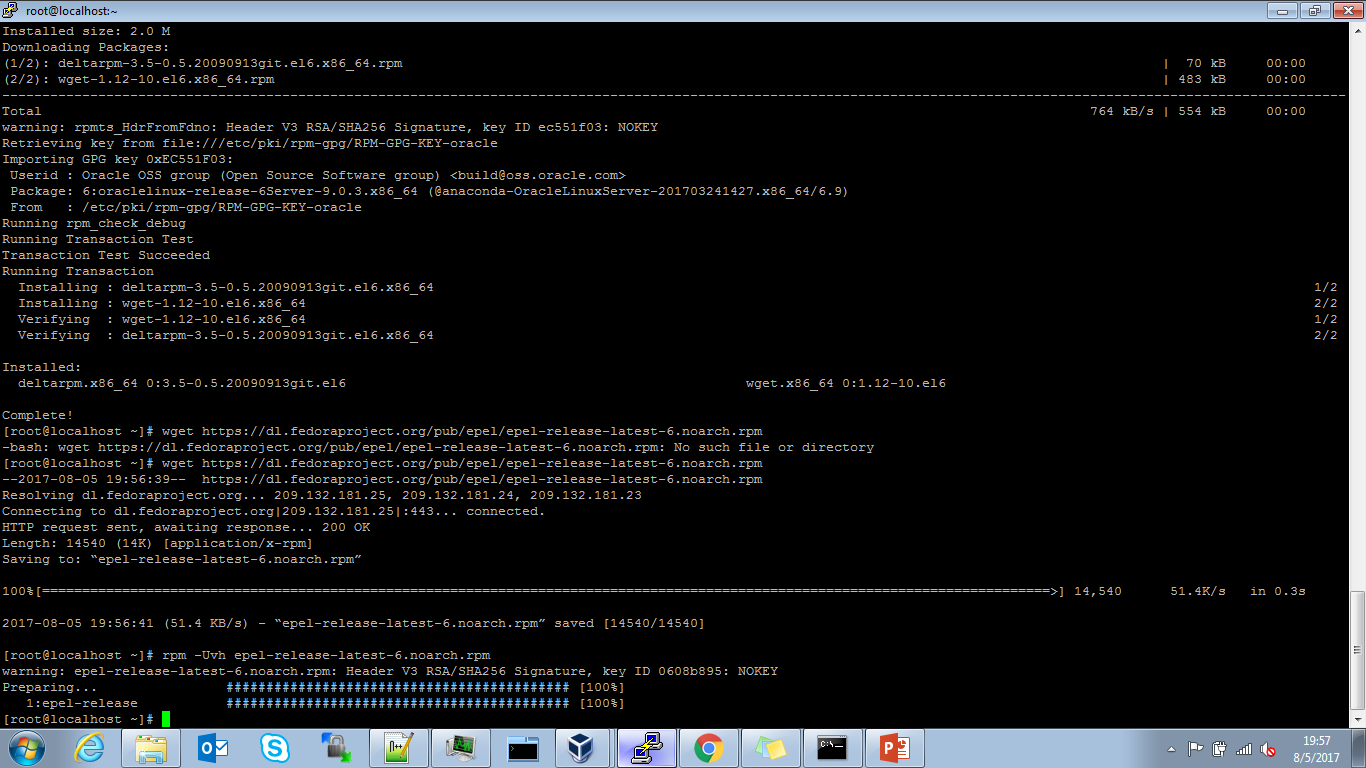 root@localhost:~
Installed size: 2.0 M
Downloading Packages:
(1/2): deltarpm-3.5-0.5.20090913git.el6.x86_64.rpm | 70 kB 00:00
(2/2): wget-1.12-10.el6.x86_64.rpm | 483 kB 00:00
--------------------------------------------------------------------------------
Total 764 kB/s | 554 kB 00:00
warning: rpmts_HdrFromFdno: Header V3 RSA/SHA256 Signature, key ID ec551f03: NOKEY
Retrieving key from file:///etc/pki/rpm-gpg/RPM-GPG-KEY-oracle
Importing GPG key 0xEC551F03:
 Userid : Oracle OSS group (Open Source Software group) <build@oss.oracle.com>
 Package: 6:oraclelinux-release-6Server-9.0.3.x86_64 (@anaconda-OracleLinuxServer-201703241427.x86_64/6.9)
 From   : /etc/pki/rpm-gpg/RPM-GPG-KEY-oracle
Running rpm_check_debug
Running Transaction Test
Transaction Test Succeeded
Running Transaction
  Installing : deltarpm-3.5-0.5.20090913git.el6.x86_64 1/2
  Installing : wget-1.12-10.el6.x86_64 2/2
  Verifying  : wget-1.12-10.el6.x86_64 1/2
  Verifying  : deltarpm-3.5-0.5.20090913git.el6.x86_64 2/2
Installed:
  deltarpm.x86_64 0:3.5-0.5.20090913git.el6 wget.x86_64 0:1.12-10.el6
Complete!
[root@localhost ~]# wget https://dl.fedoraproject.org/pub/epel/epel-release-latest-6.noarch.rpm
-bash: wget https://dl.fedoraproject.org/pub/epel/epel-release-latest-6.noarch.rpm: No such file or directory
[root@localhost ~]# wget https://dl.fedoraproject.org/pub/epel/epel-release-latest-6.noarch.rpm
--2017-08-05 19:56:39--  https://dl.fedoraproject.org/pub/epel/epel-release-latest-6.noarch.rpm
Resolving dl.fedoraproject.org... 209.132.181.25, 209.132.181.24, 209.132.181.23
Connecting to dl.fedoraproject.org|209.132.181.25|:443... connected.
HTTP request sent, awaiting response... 200 OK
Length: 14540 (14K) [application/x-rpm]
Saving to: “epel-release-latest-6.noarch.rpm”
100%[======================================================>] 14,540 51.4K/s in 0.3s
2017-08-05 19:56:41 (51.4 KB/s) - “epel-release-latest-6.noarch.rpm” saved [14540/14540]
[root@localhost ~]# rpm -Uvh epel-release-latest-6.noarch.rpm
warning: epel-release-latest-6.noarch.rpm: Header V3 RSA/SHA256 Signature, key ID 0608b895: NOKEY
Preparing... ########################################### [100%]
   1:epel-release ########################################### [100%]
[root@localhost ~]#
19:57
8/5/2017